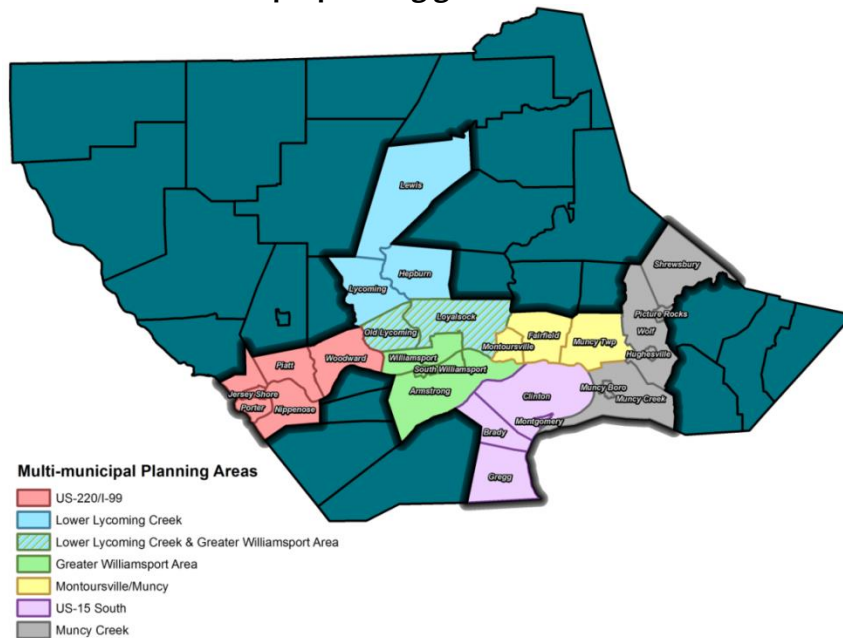 Lewis
Shrewsbury
Hepburn
Lycoming
Loyalsock
Picture Rocks
Old Lycoming
Fairfield
Wolf
Muncy Twp
Montoursville
Woodward
Williamsport
Hughesville
Piatt
South Williamsport
Armstrong
Muncy Boro
Jersey Shore
Clinton
Muncy Creek
Porter
Nippenose
Montgomery
Brady
Gregg
Multi-municipal Planning Areas
US-220/I-99
Lower Lycoming Creek
Lower Lycoming Creek & Greater Williamsport Area
Greater Williamsport Area
Montoursville/Muncy
US-15 South
Muncy Creek